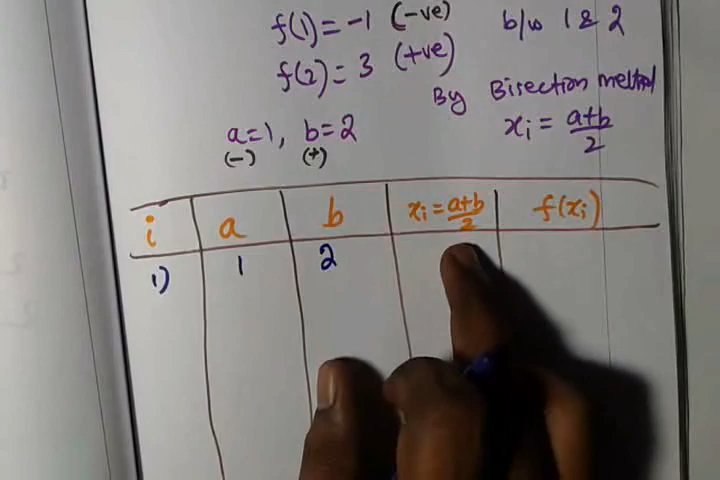 f(1) = -1 (-ve) b/w 1 & 2
f(2) = 3 (+ve)
By Bisection method
a=1, b=2 xi = a+b/2
(-) (+)
i a b xi = a+b/2 f(xi)
1) 1 2